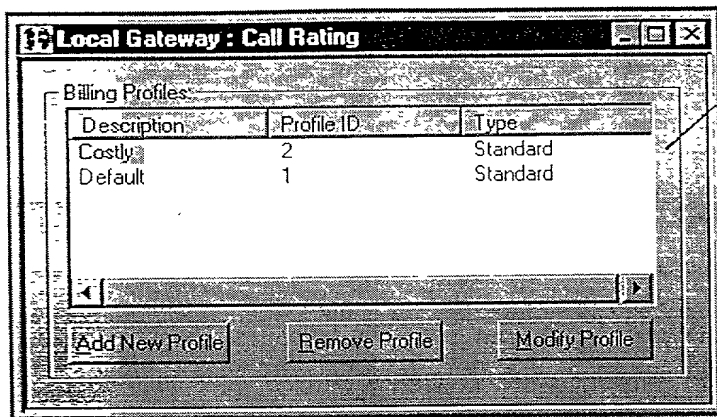 Local Gateway : Call Rating
Billing Profiles:
Description Profile ID Type
Costly 2 Standard
Default 1 Standard
Add New Profile Remove Profile Modify Profile